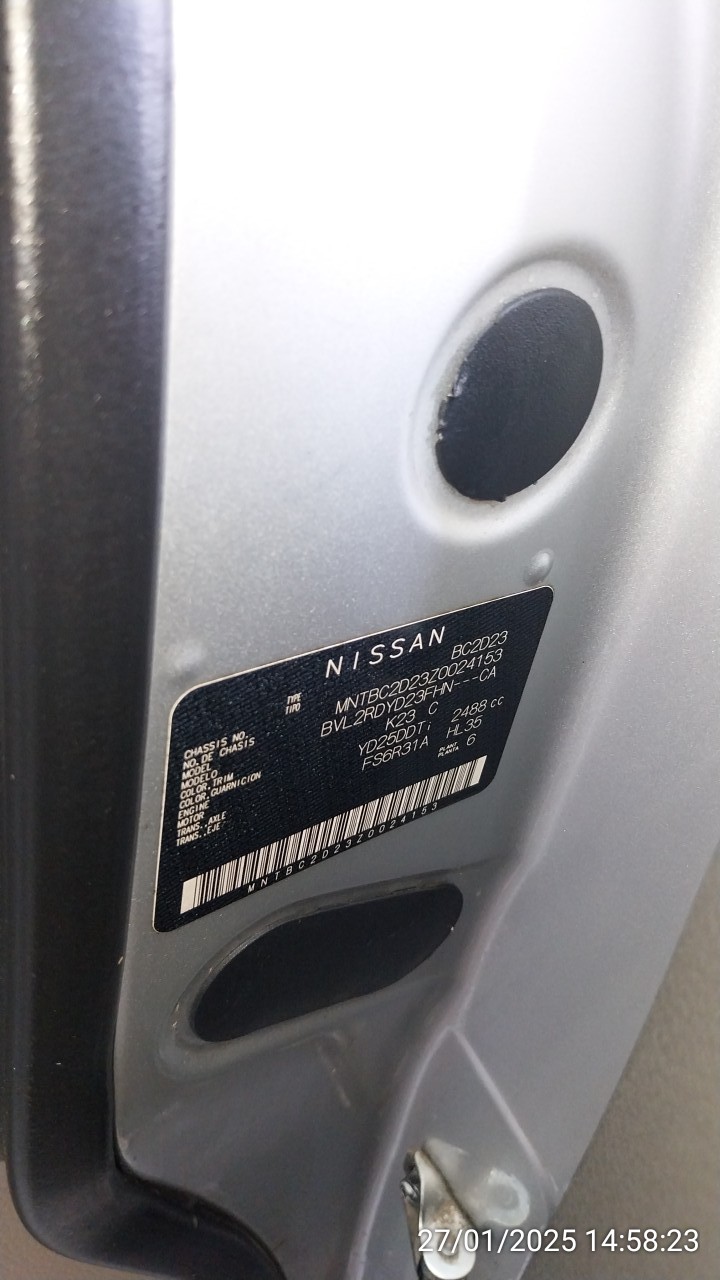 NISSAN
TYPE
TIPO BC2D23
CHASSIS NO.
NO. DE CHASIS MNTBC2D23Z0024153
MODEL
MODELO BVL2RDYD23FHN---CA
COLOR, TRIM
COLOR, GUARNICION K23 C
ENGINE
MOTOR YD25DDTi 2488 cc
TRANS., AXLE
TRANS., EJE FS6R31A HL35
PLANT
PLANTA 6
MNTBC2D23Z0024153
27/01/2025 14:58:23